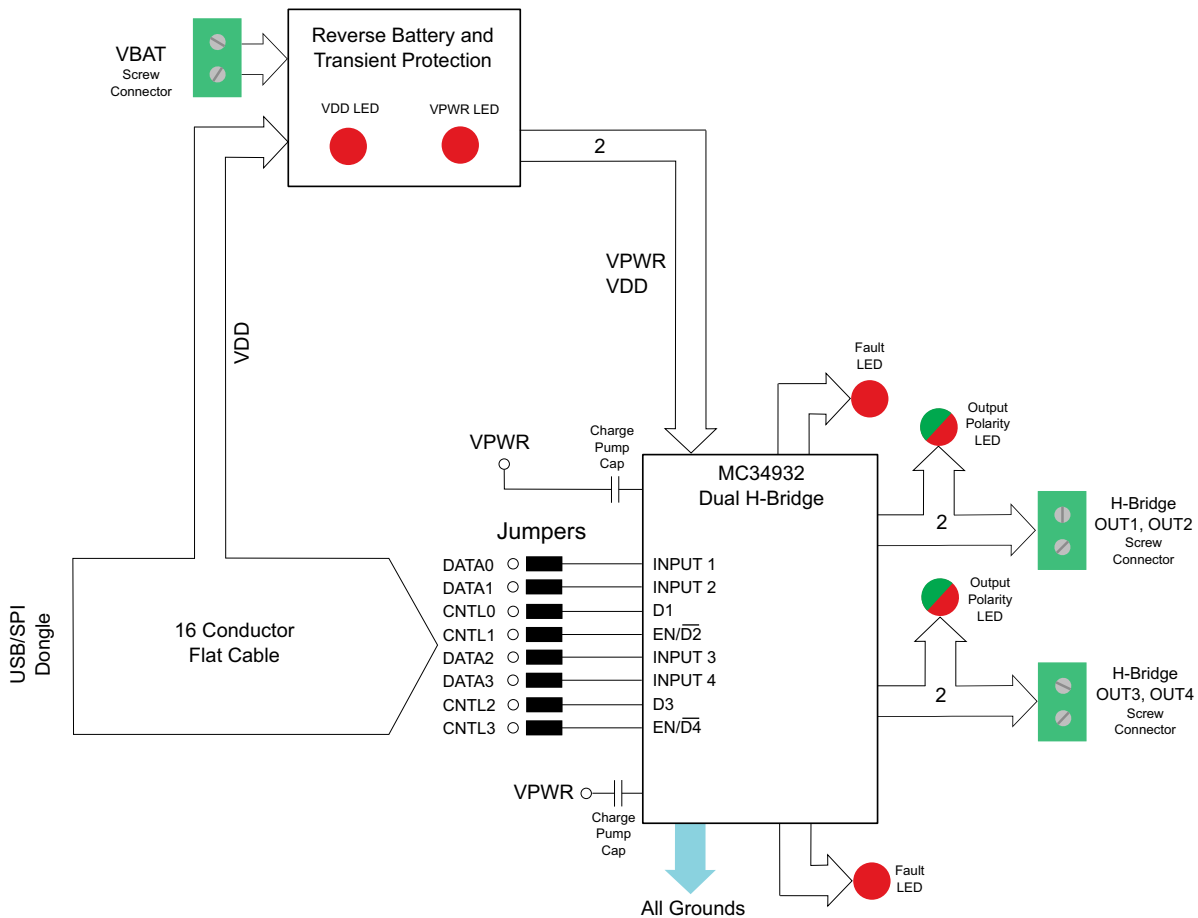 VBAT
Screw
Connector
Reverse Battery and
Transient Protection
VDD LED
VPWR LED
2
VPWR
VDD
VDD
Fault
LED
Output
Polarity
LED
VPWR
Charge
Pump
Cap
MC34932
Dual H-Bridge
2
H-Bridge
OUT1, OUT2
Screw
Connector
Jumpers
DATA0
INPUT 1
DATA1
INPUT 2
CNTL0
D1
CNTL1
EN/D̅2̅
DATA2
INPUT 3
DATA3
INPUT 4
CNTL2
D3
CNTL3
EN/D̅4̅
USB/SPI
Dongle
16 Conductor
Flat Cable
Output
Polarity
LED
2
H-Bridge
OUT3, OUT4
Screw
Connector
VPWR
Charge
Pump
Cap
All Grounds
Fault
LED